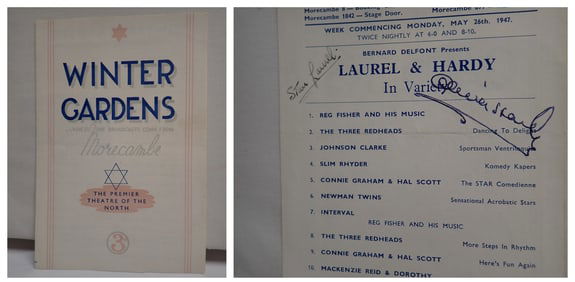 WINTER
GARDENS
Morecambe
THE PREMIER
THEATRE OF THE
NORTH
3
Morecambe 8 —
Morecambe 1842 — Stage Door.
WEEK COMMENCING MONDAY, MAY 26th. 1947.
TWICE NIGHTLY AT 6-0 AND 8-10.
BERNARD DELFONT Presents
Stan Laurel
LAUREL & HARDY
In Variety
Oliver Hardy
1. REG FISHER AND HIS MUSIC
2. THE THREE REDHEADS Dancing To Delight
3. JOHNSON CLARKE Sportsman Ventriloquist
4. SLIM RHYDER Komedy Kapers
5. CONNIE GRAHAM & HAL SCOTT The STAR Comedienne
6. NEWMAN TWINS Sensational Acrobatic Stars
7. INTERVAL
REG FISHER AND HIS MUSIC
8. THE THREE REDHEADS More Steps In Rhythm
9. CONNIE GRAHAM & HAL SCOTT Here's Fun Again
10. MACKENZIE REID & DOROTHY